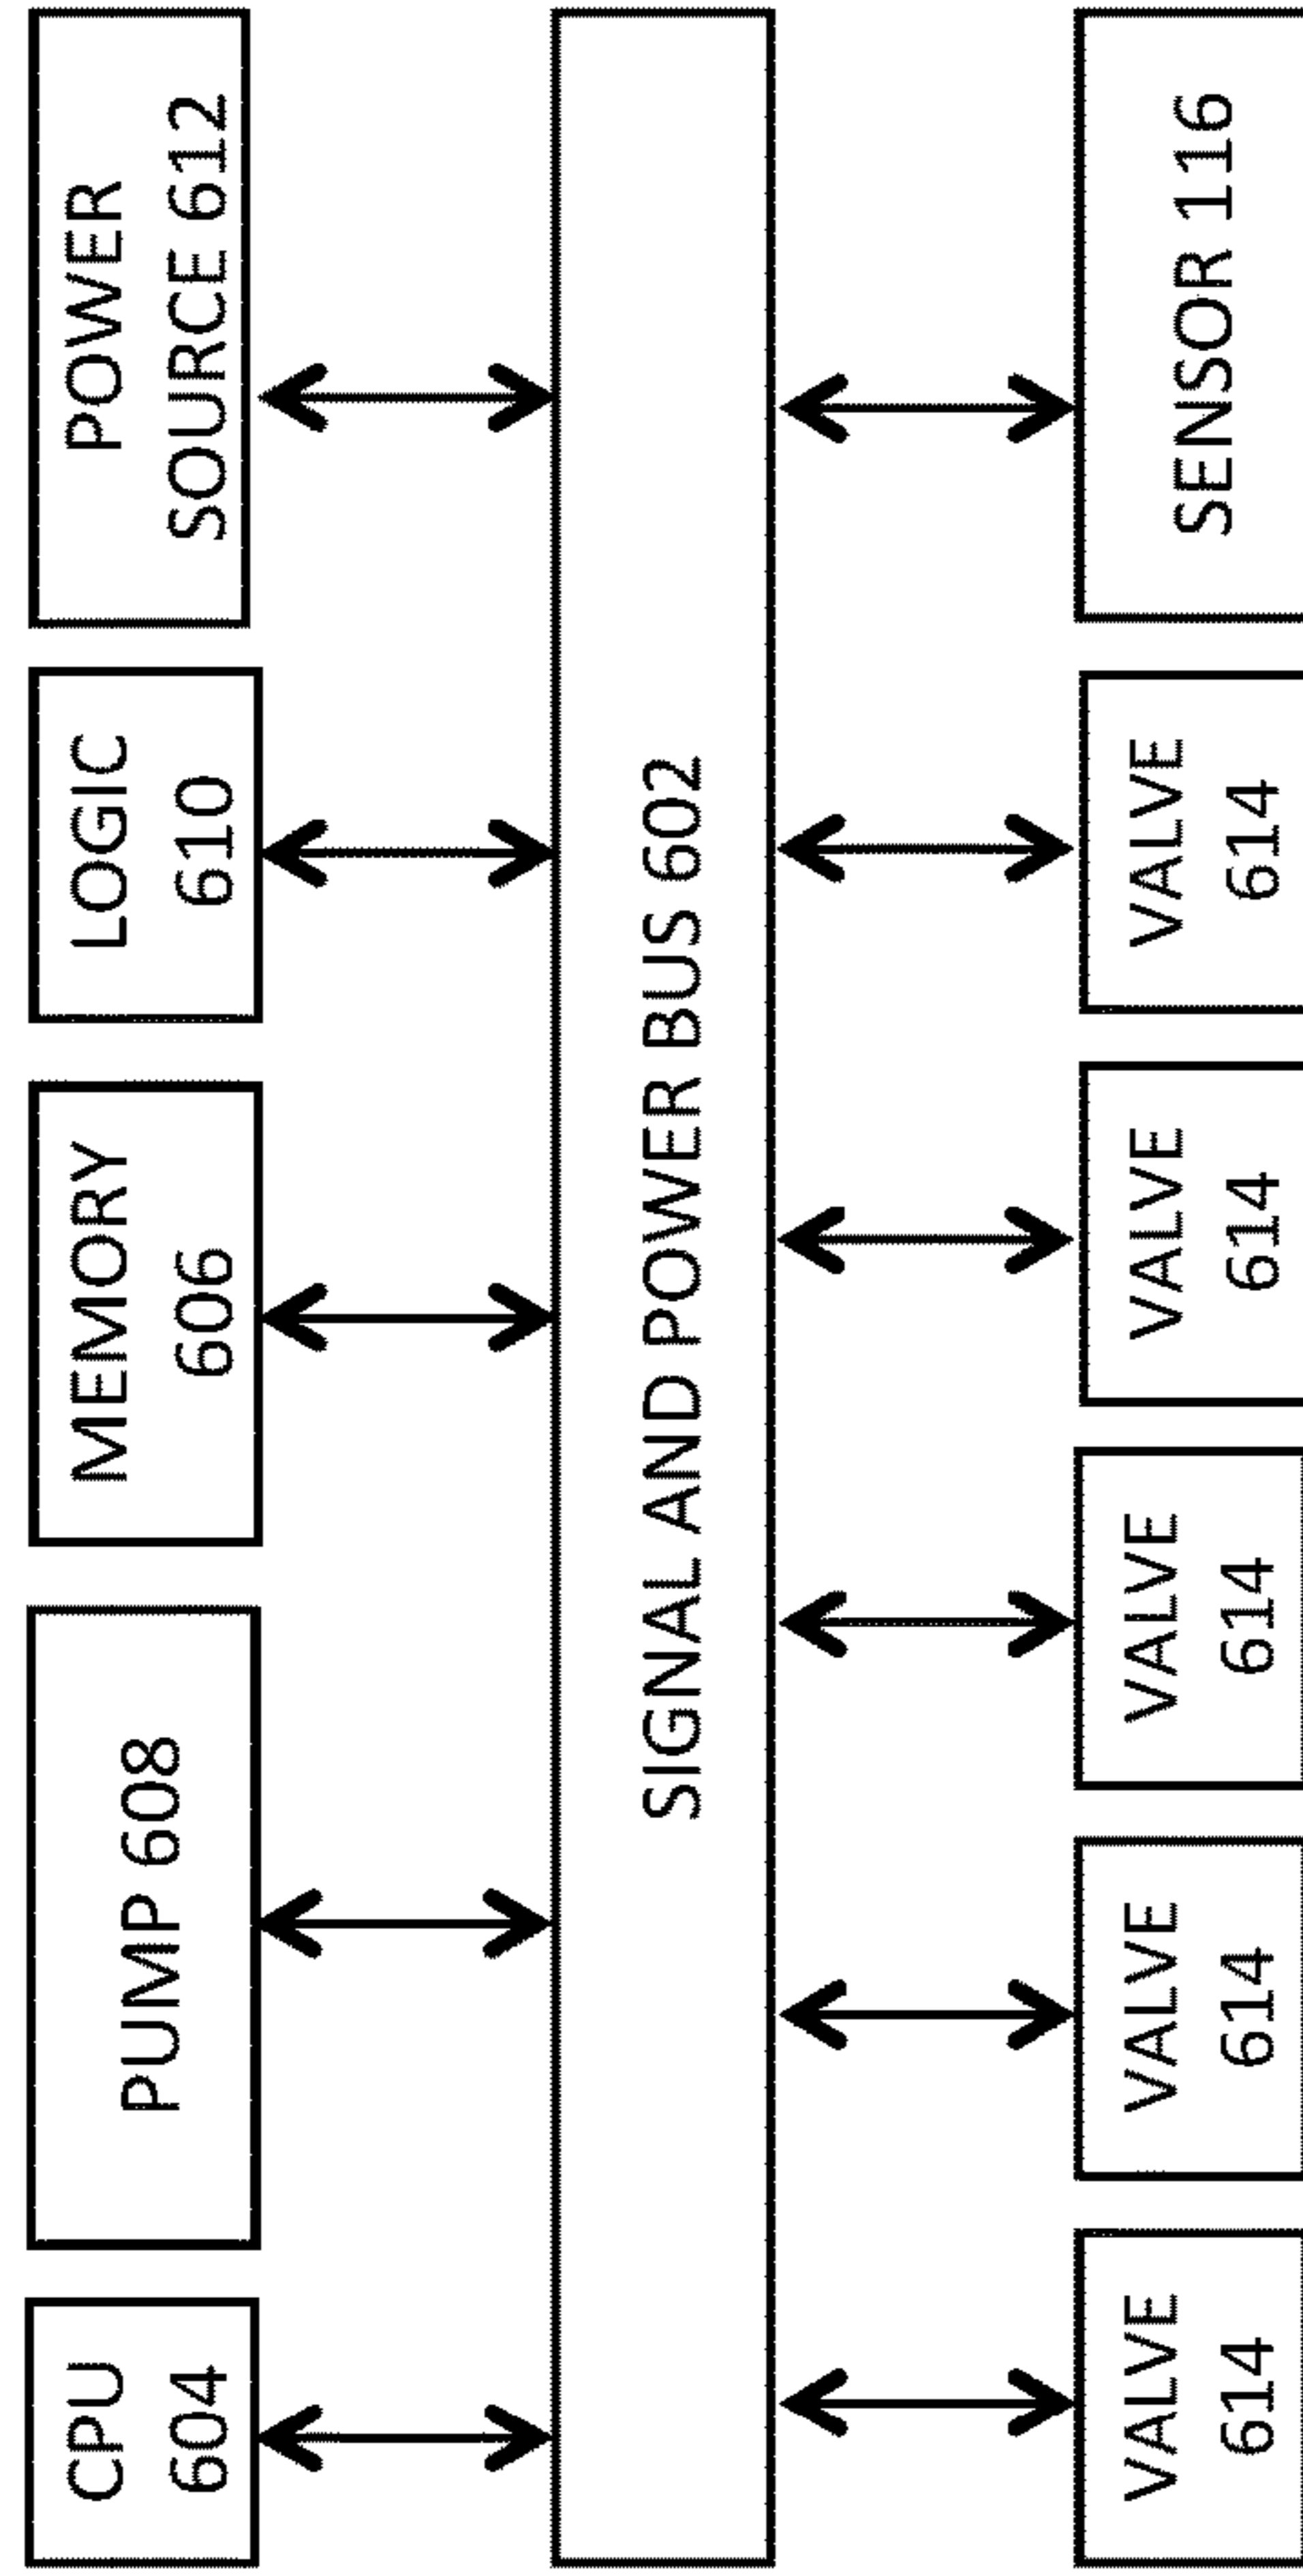 CPU
604
PUMP 608
MEMORY
606
LOGIC
610
POWER
SOURCE 612
SIGNAL AND POWER BUS 602
VALVE
614
VALVE
614
VALVE
614
VALVE
614
VALVE
614
SENSOR 116